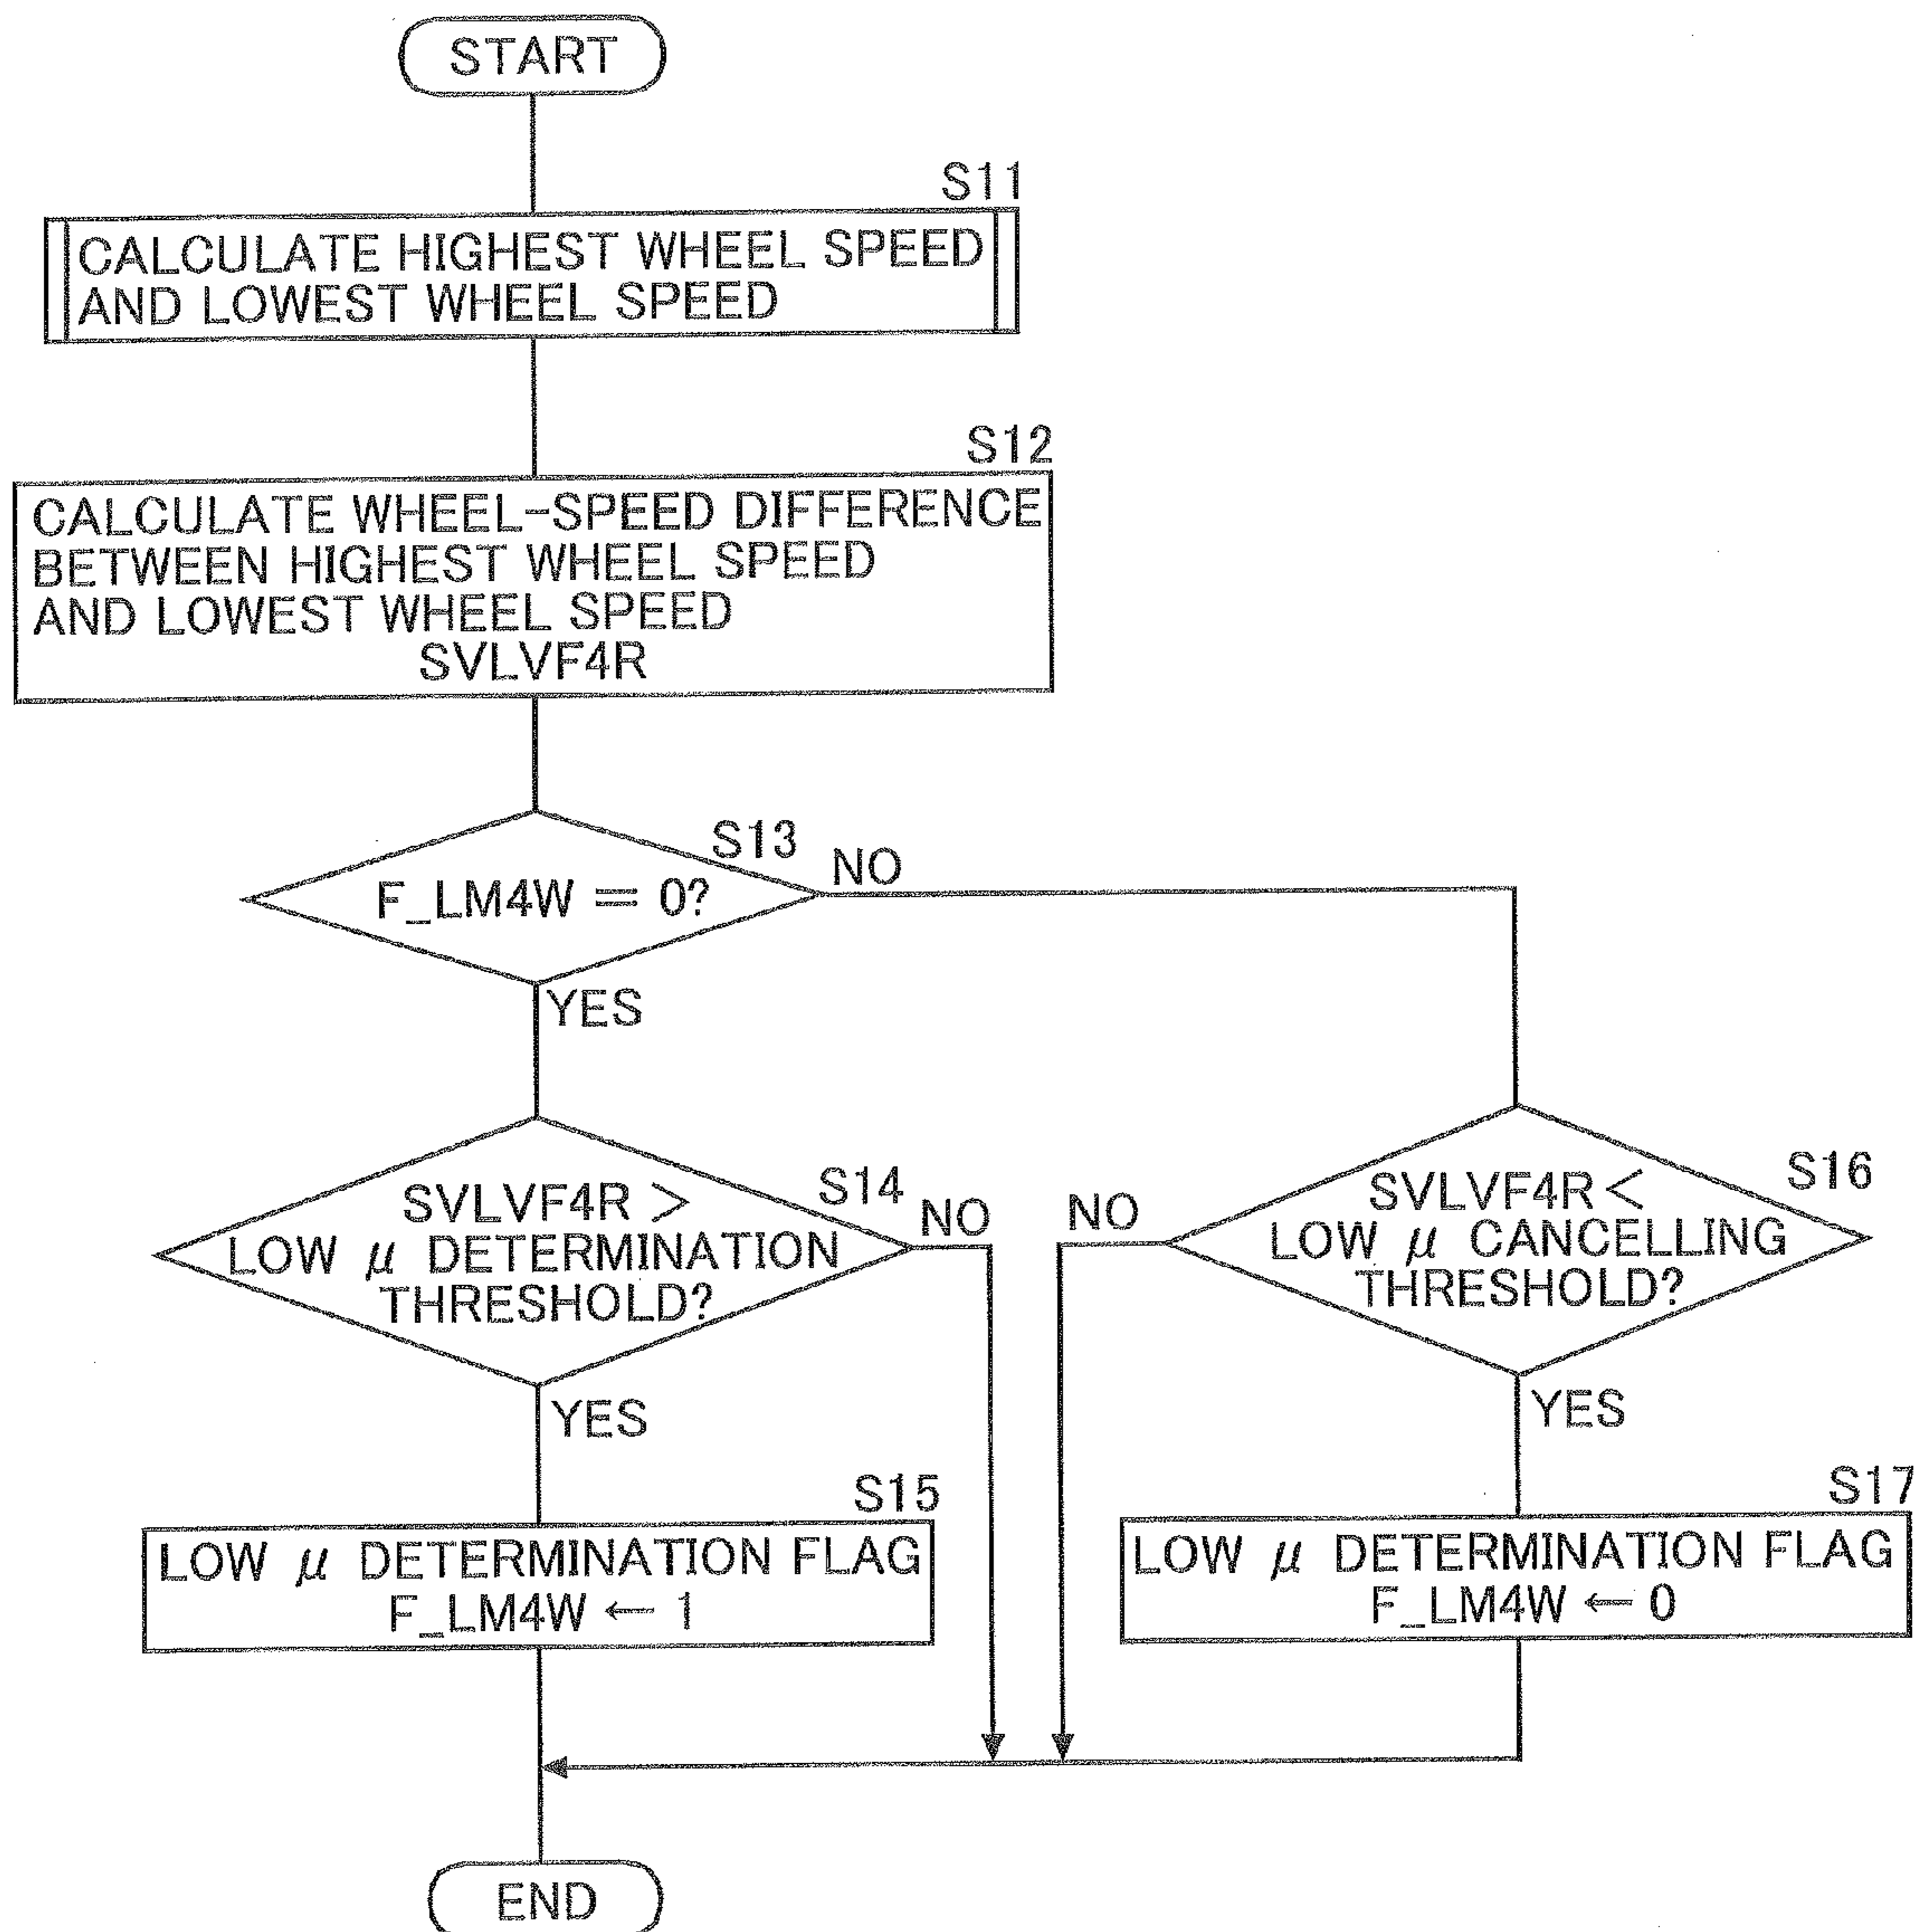 START
S11
CALCULATE HIGHEST WHEEL SPEED
AND LOWEST WHEEL SPEED
S12
CALCULATE WHEEL-SPEED DIFFERENCE
BETWEEN HIGHEST WHEEL SPEED
AND LOWEST WHEEL SPEED
SVLVF4R
S13
F_LM4W = 0?
NO
YES
S14
SVLVF4R >
LOW μ DETERMINATION
THRESHOLD?
NO
YES
S16
SVLVF4R <
LOW μ CANCELLING
THRESHOLD?
NO
YES
S15
LOW μ DETERMINATION FLAG
F_LM4W ← 1
S17
LOW μ DETERMINATION FLAG
F_LM4W ← 0
END